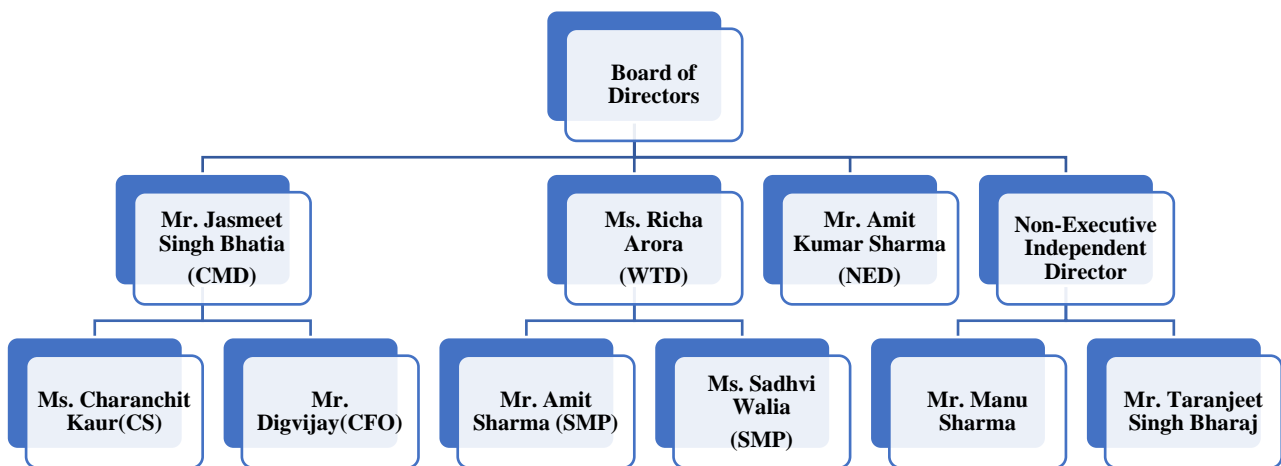 Board of
Directors
Mr. Jasmeet
Singh Bhatia
(CMD)
Ms. Richa
Arora
(WTD)
Mr. Amit
Kumar Sharma
(NED)
Non-Executive
Independent
Director
Ms. Charanchit
Kaur(CS)
Mr.
Digvijay(CFO)
Mr. Amit
Sharma (SMP)
Ms. Sadhvi
Walia
(SMP)
Mr. Manu
Sharma
Mr. Taranjeet
Singh Bharaj